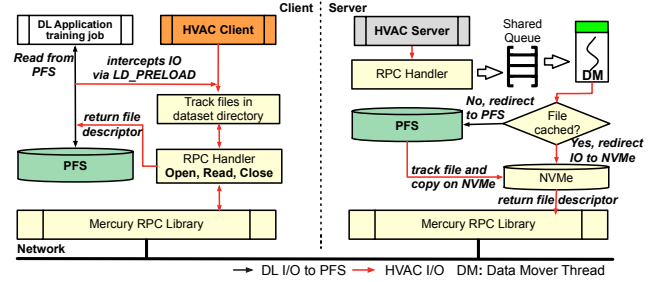 Client
Server
DL Application
training job
HVAC Client
Read from
PFS
intercepts IO
via LD_PRELOAD
Track files in
dataset directory
return file
descriptor
PFS
RPC Handler
Open, Read, Close
Mercury RPC Library
Network
HVAC Server
Shared
Queue
RPC Handler
DM
No, redirect
to PFS
File
cached?
PFS
Yes, redirect
IO to NVMe
track file and
copy on NVMe
NVMe
return file descriptor
Mercury RPC Library
DL I/O to PFS
HVAC I/O
DM: Data Mover Thread